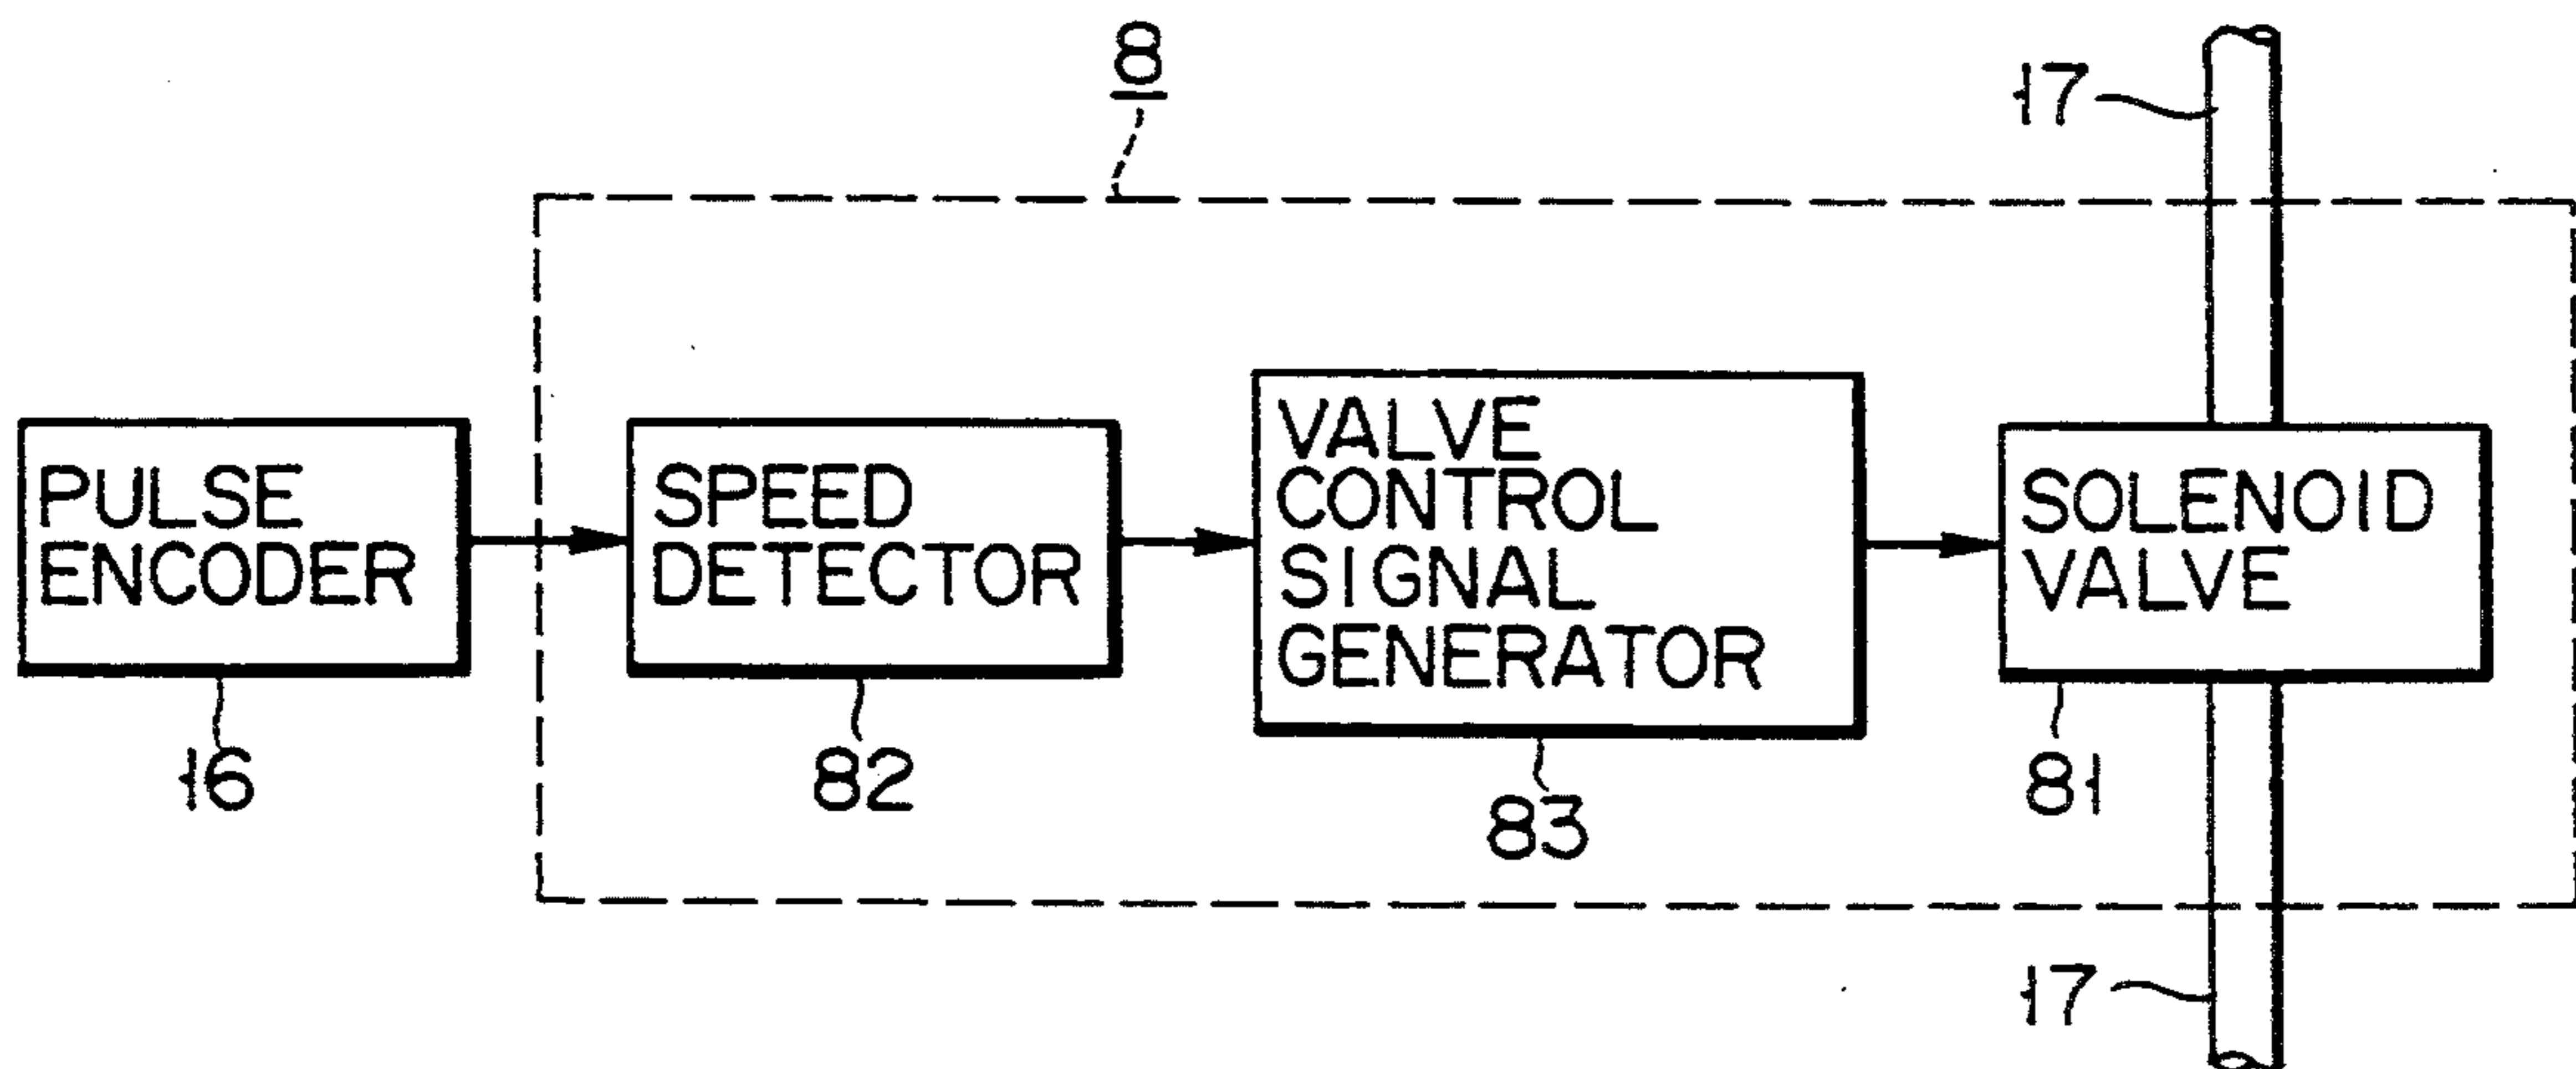 8
17
PULSE
ENCODER
16
SPEED
DETECTOR
82
VALVE
CONTROL
SIGNAL
GENERATOR
83
SOLENOID
VALVE
81
17